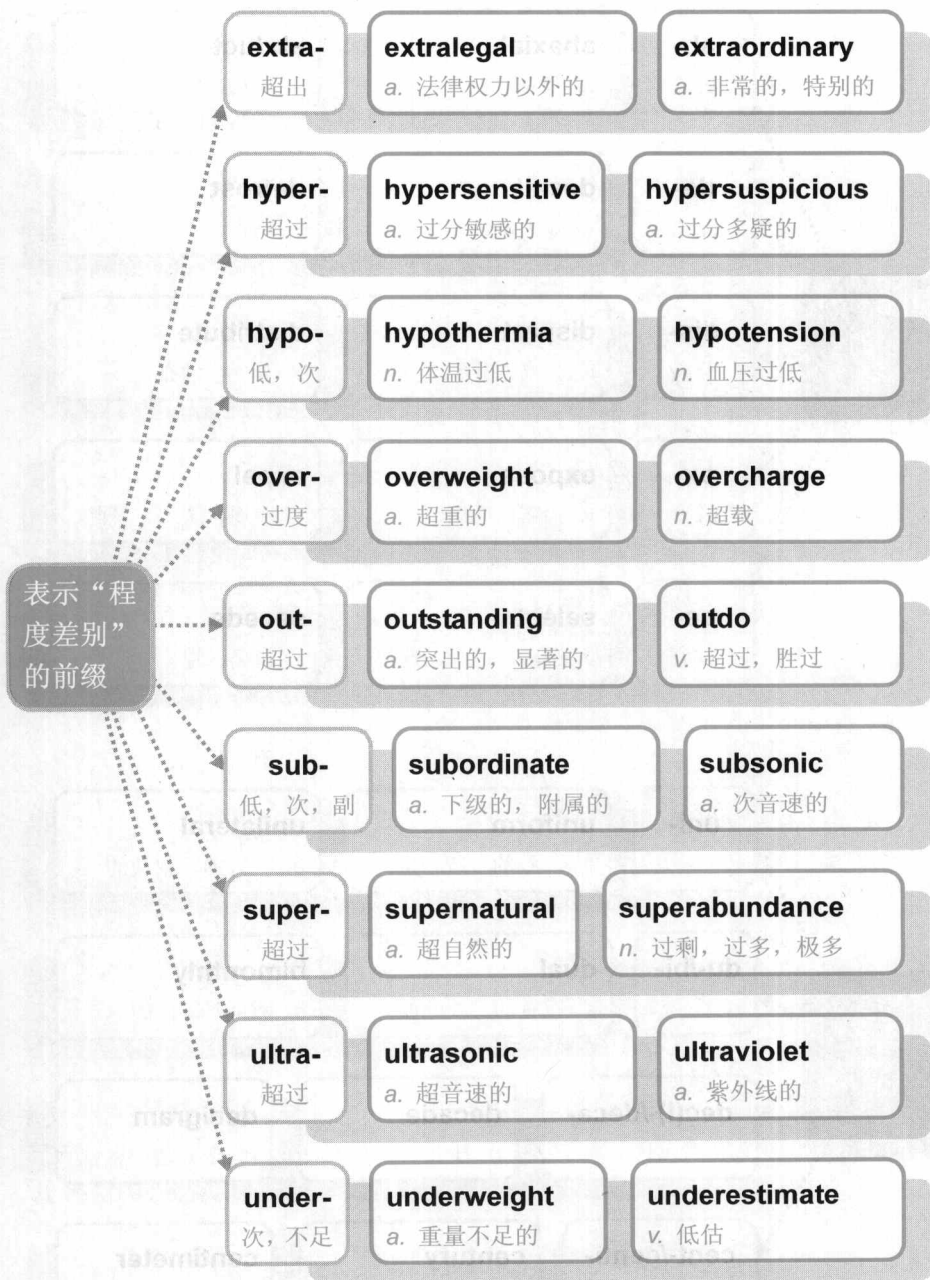 extra-
超出
extralegal
a. 法律权力以外的
extraordinary
a. 非常的，特别的
hyper-
超过
hypersensitive
a. 过分敏感的
hypersuspicious
a. 过分多疑的
hypo-
低，次
hypothermia
n. 体温过低
hypotension
n. 血压过低
over-
过度
overweight
a. 超重的
overcharge
n. 超载
表示“程
度差别”
的前缀
out-
超过
outstanding
a. 突出的，显著的
outdo
v. 超过，胜过
sub-
低，次，副
subordinate
a. 下级的，附属的
subsonic
a. 次音速的
super-
超过
supernatural
a. 超自然的
superabundance
n. 过剩，过多，极多
ultra-
超过
ultrasonic
a. 超音速的
ultraviolet
a. 紫外线的
under-
次，不足
underweight
a. 重量不足的
underestimate
v. 低估